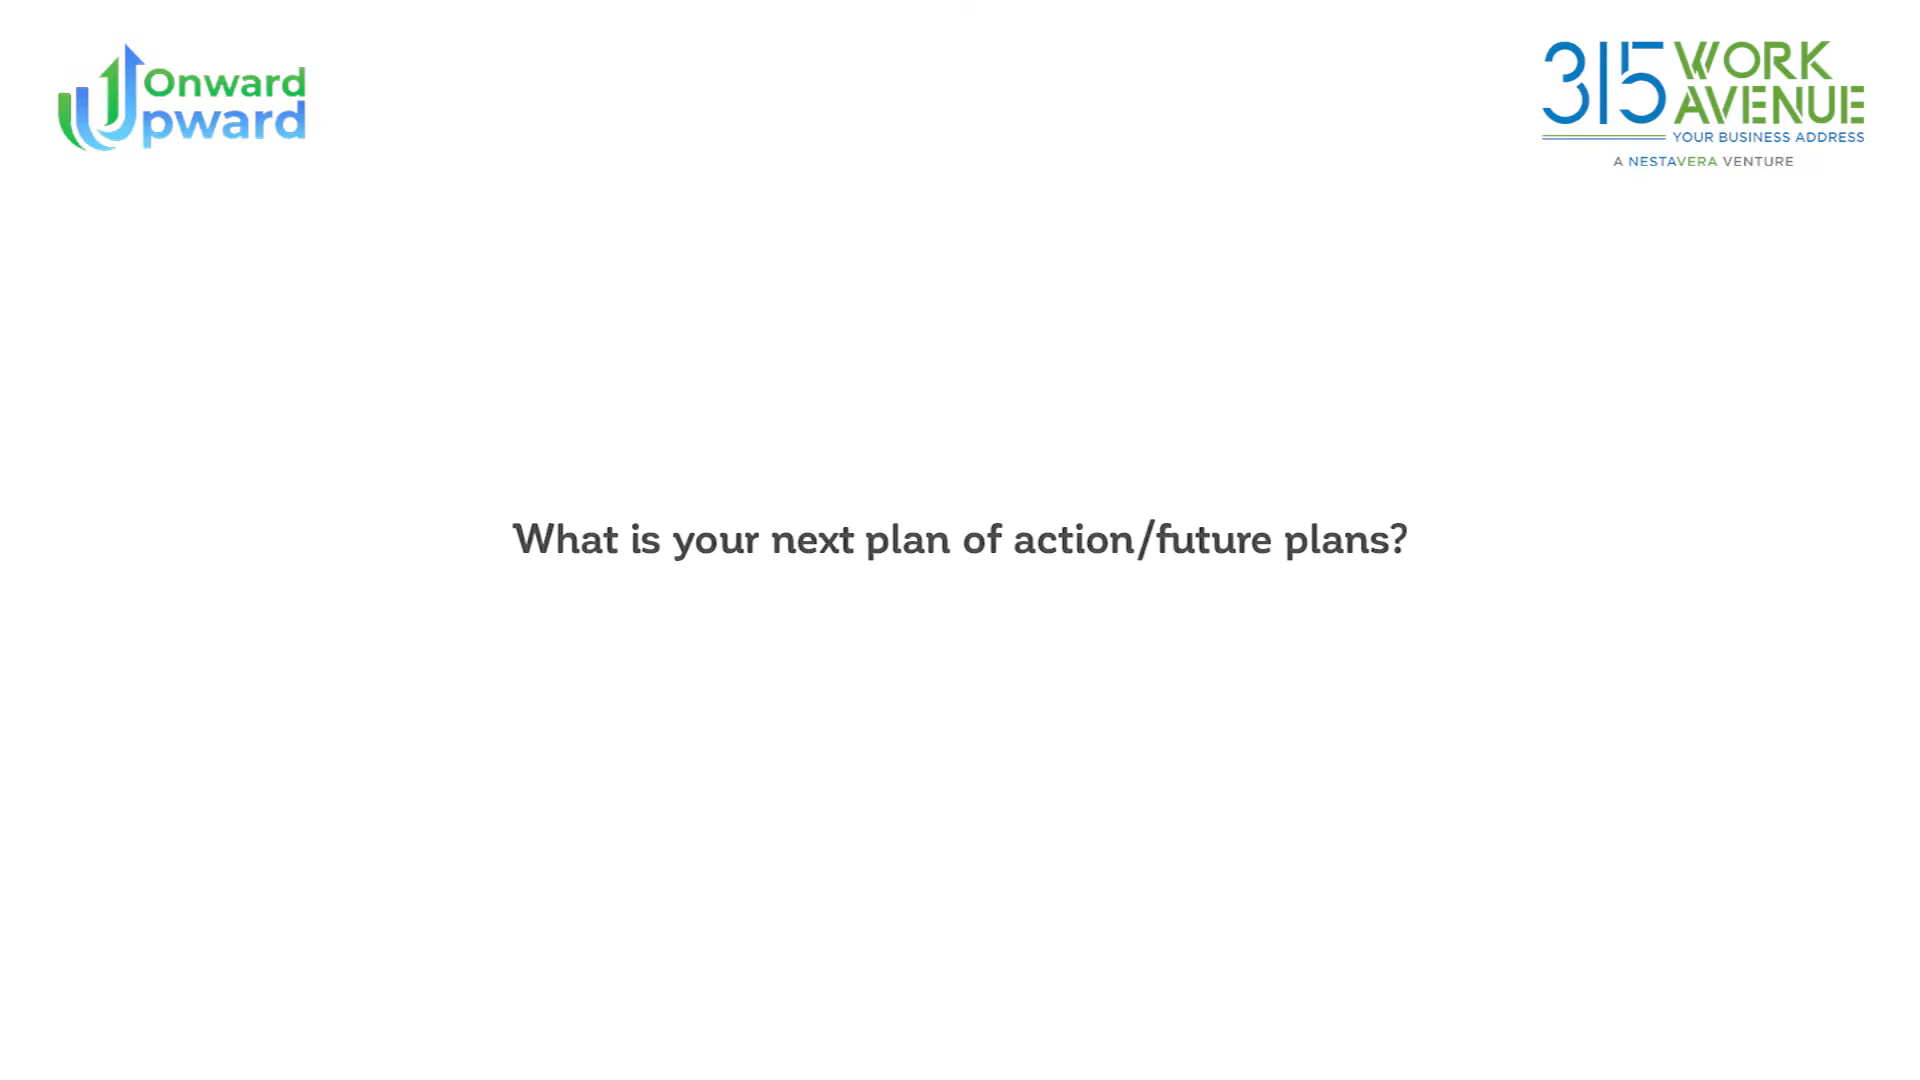 Onward
Upward
315 WORK
AVENUE
YOUR BUSINESS ADDRESS
A NESTAVERA VENTURE
What is your next plan of action/future plans?